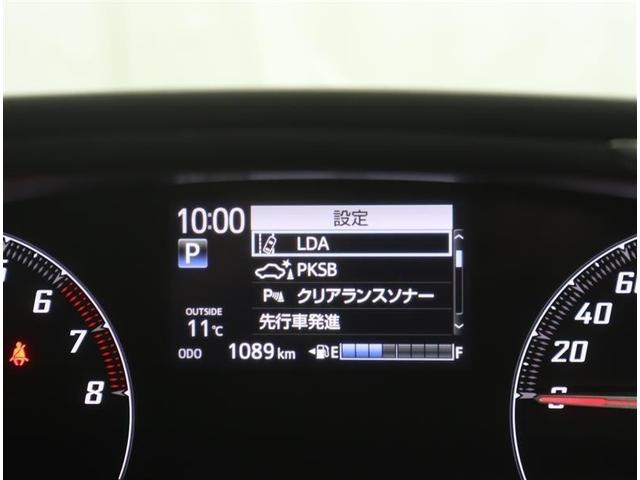 10:00
設定
P
LDA
PKSB
P クリアランスソナー
先行車発進
OUTSIDE
11℃
ODO 1089 km
E F
6
7
8
60
40
20
0